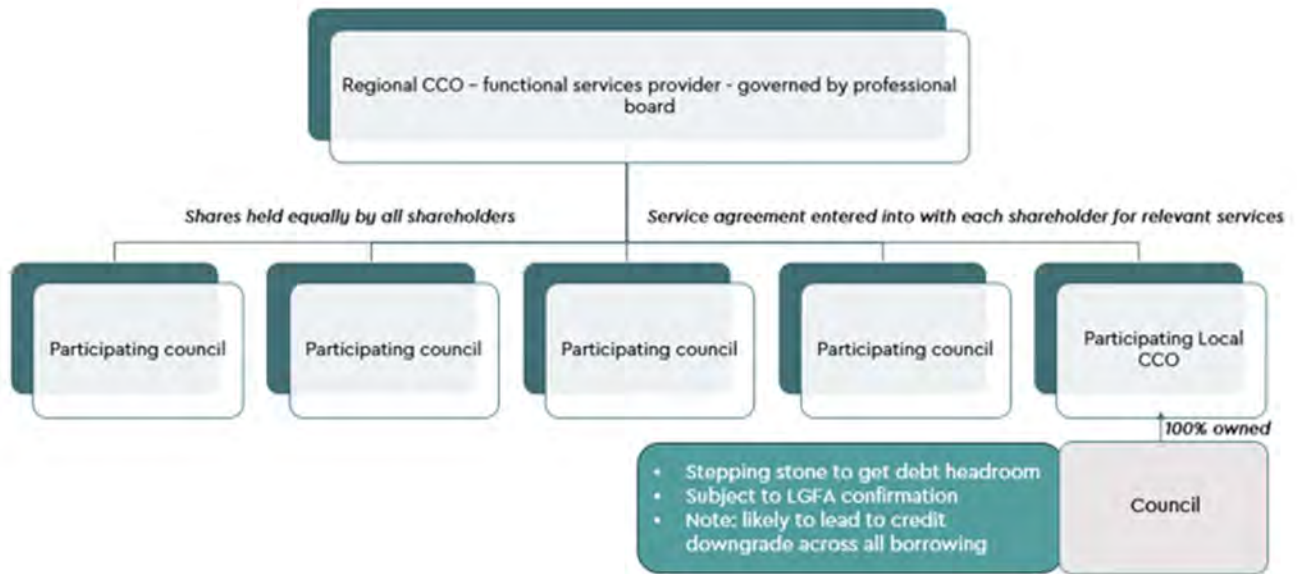 Regional CCO – functional services provider - governed by professional
board
Shares held equally by all shareholders
Service agreement entered into with each shareholder for relevant services
Participating council
Participating council
Participating council
Participating council
Participating Local
CCO
100% owned
• Stepping stone to get debt headroom
• Subject to LGFA confirmation
• Note: likely to lead to credit
downgrade across all borrowing
Council